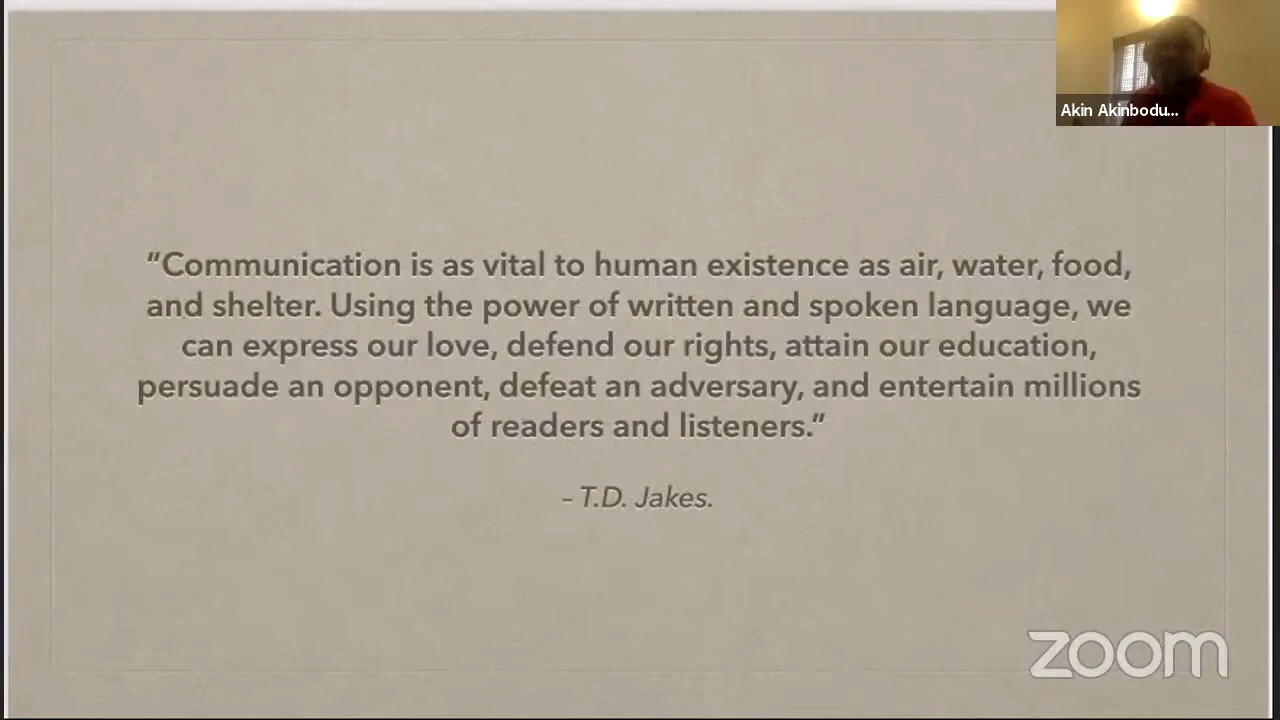 Akin Akinbodu...
“Communication is as vital to human existence as air, water, food,
and shelter. Using the power of written and spoken language, we
can express our love, defend our rights, attain our education,
persuade an opponent, defeat an adversary, and entertain millions
of readers and listeners.”
– T.D. Jakes.
zoom